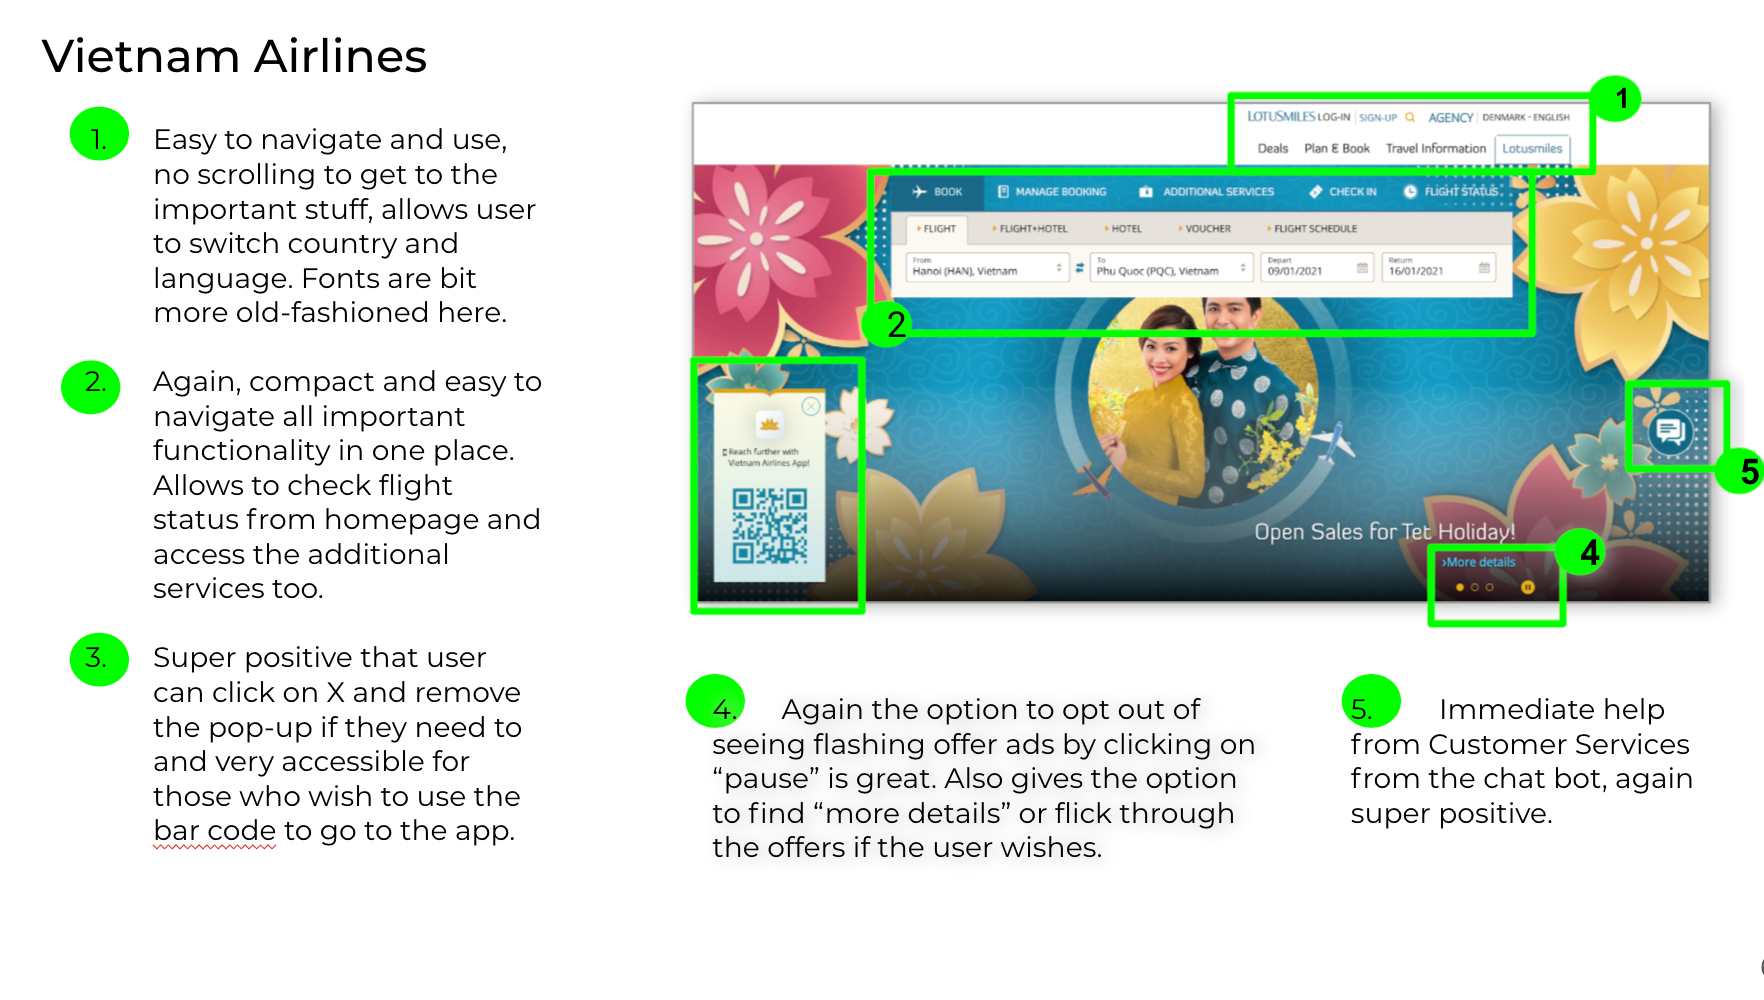 Vietnam Airlines
1. Easy to navigate and use,
no scrolling to get to the
important stuff, allows user
to switch country and
language. Fonts are bit
more old-fashioned here.
2. Again, compact and easy to
navigate all important
functionality in one place.
Allows to check flight
status from homepage and
access the additional
services too.
3. Super positive that user
can click on X and remove
the pop-up if they need to
and very accessible for
those who wish to use the
bar code to go to the app.
1
LOTUSMILES LOG-IN SIGN-UP AGENCY DENMARK - ENGLISH
Deals Plan & Book Travel Information Lotusmiles
BOOK MANAGE BOOKING ADDITIONAL SERVICES CHECK IN FLIGHT STATUS
FLIGHT FLIGHT+HOTEL HOTEL VOUCHER FLIGHT SCHEDULE
From To Depart Return
Hanoi (HAN), Vietnam Phu Quoc (PQC), Vietnam 09/01/2021 16/01/2021
2
Reach further with
Vietnam Airlines App!
5
Open Sales for Tet Holiday!
4
›More details
4. Again the option to opt out of
seeing flashing offer ads by clicking on
“pause” is great. Also gives the option
to find “more details” or flick through
the offers if the user wishes.
5. Immediate help
from Customer Services
from the chat bot, again
super positive.